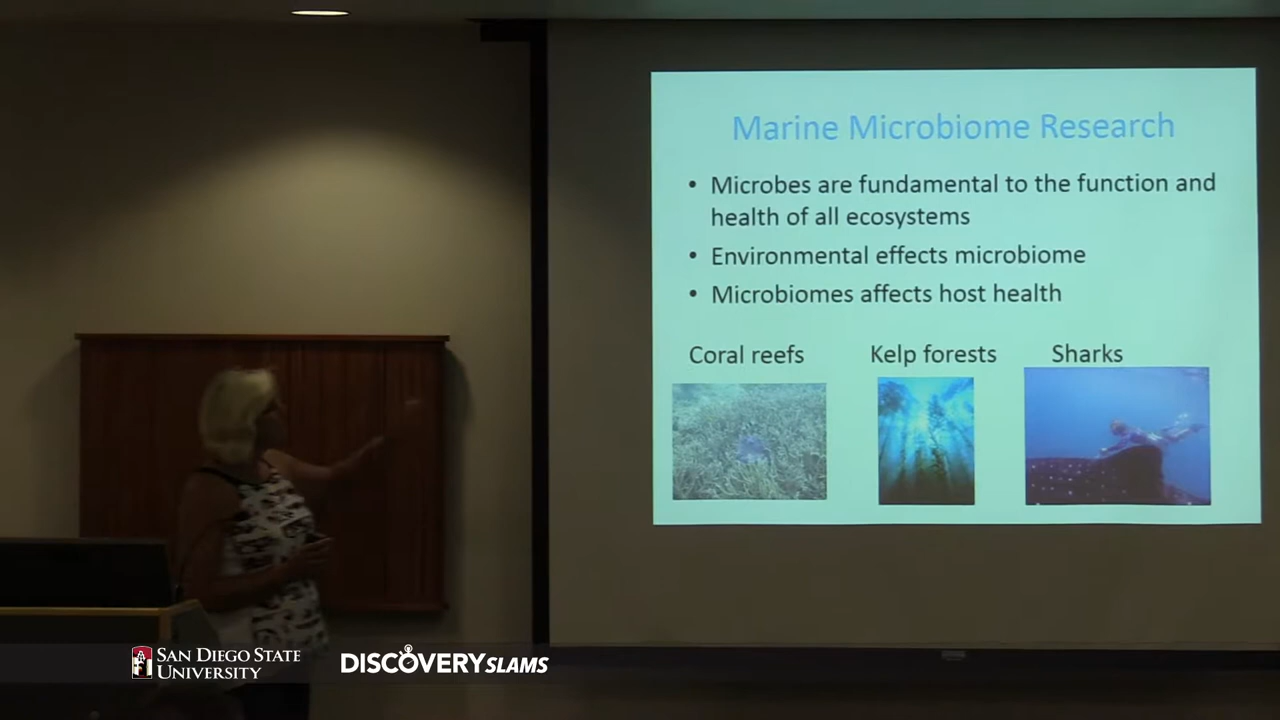 Marine Microbiome Research
• Microbes are fundamental to the function and
health of all ecosystems
• Environmental effects microbiome
• Microbiomes affects host health
Coral reefs Kelp forests Sharks
SAN DIEGO STATE
UNIVERSITY
DISCOVERY SLAMS